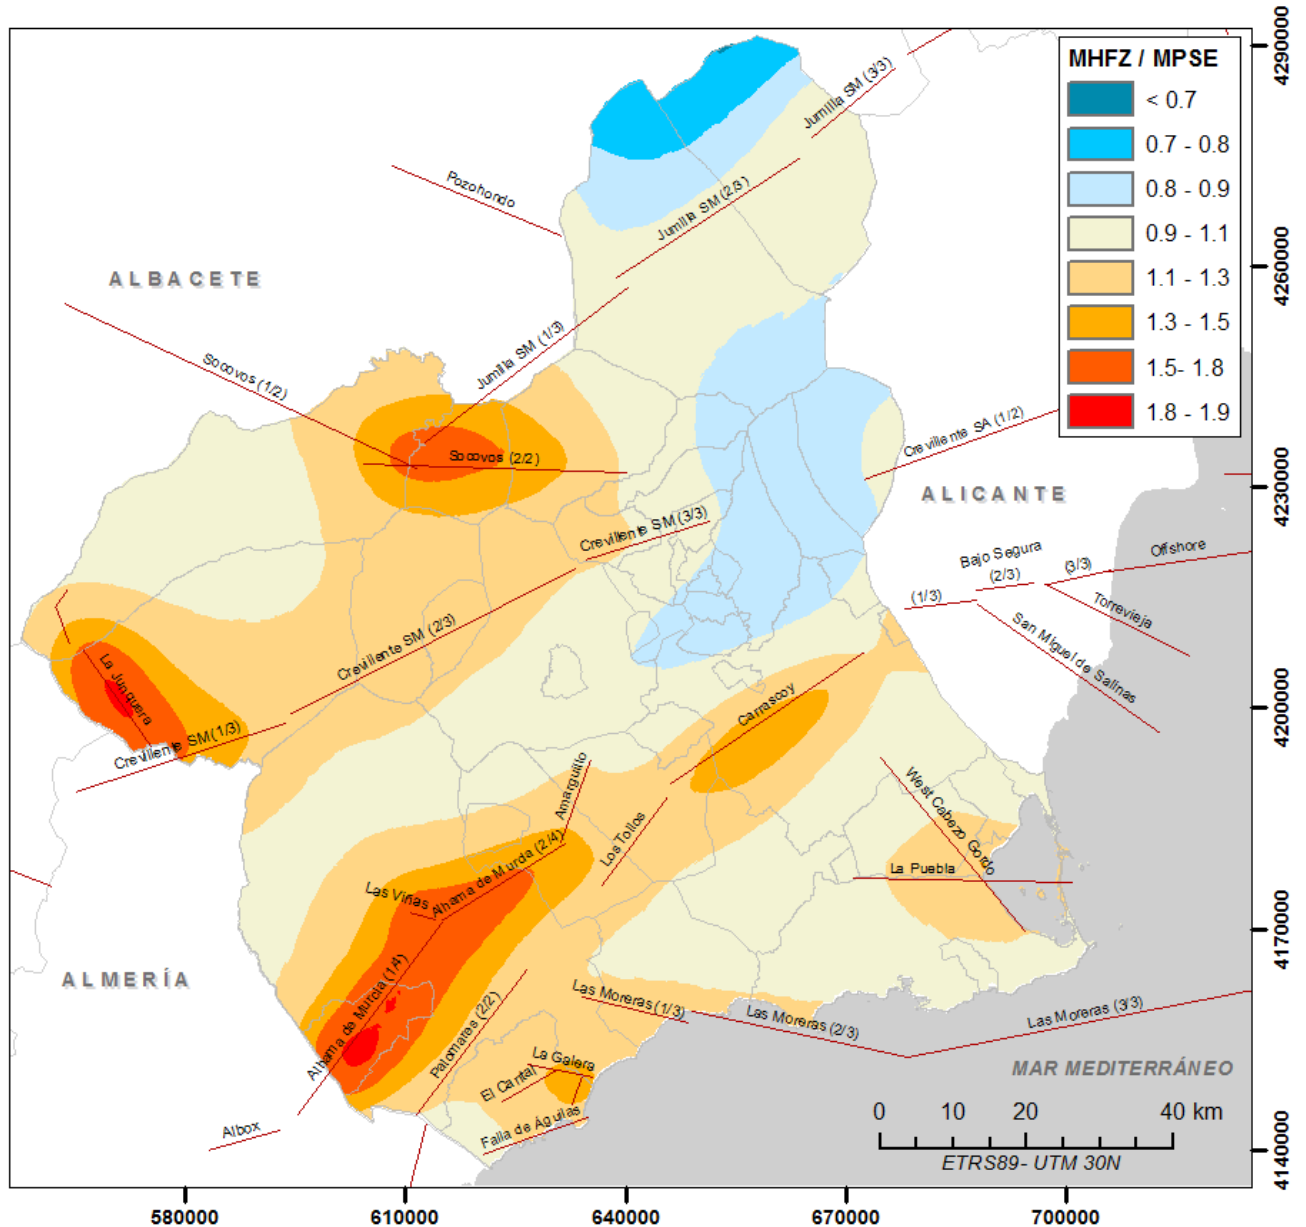 MHFZ / MPSE
< 0.7
0.7 - 0.8
0.8 - 0.9
0.9 - 1.1
1.1 - 1.3
1.3 - 1.5
1.5- 1.8
1.8 - 1.9
4290000
4260000
4230000
4200000
4170000
4140000
Jumilla SM (3/3)
Pozohondo
Jumilla SM (2/3)
ALBACETE
Jumilla SM (1/3)
Socovos (1/2)
Socovos (2/2)
Crevillente SA (1/2)
ALICANTE
Crevillente SM (3/3)
Bajo Segura
(1/3)
(2/3)
(3/3)
Offshore
Torrevieja
San Miguel de Salinas
Crevillente SM (2/3)
La Junquera
Crevillente SM (1/3)
Carrascoy
Amarguillo
Los Tollos
West Cabezo Gordo
La Puebla
Las Viñas
Alhama de Murcia (2/4)
Alhama de Murcia (1/4)
ALMERÍA
Palomares (2/2)
Las Moreras (1/3)
Las Moreras (2/3)
Las Moreras (3/3)
La Galera
El Cantal
Falla de Águilas
Albox
MAR MEDITERRÁNEO
0 10 20 40 km
ETRS89- UTM 30N
580000
610000
640000
670000
700000